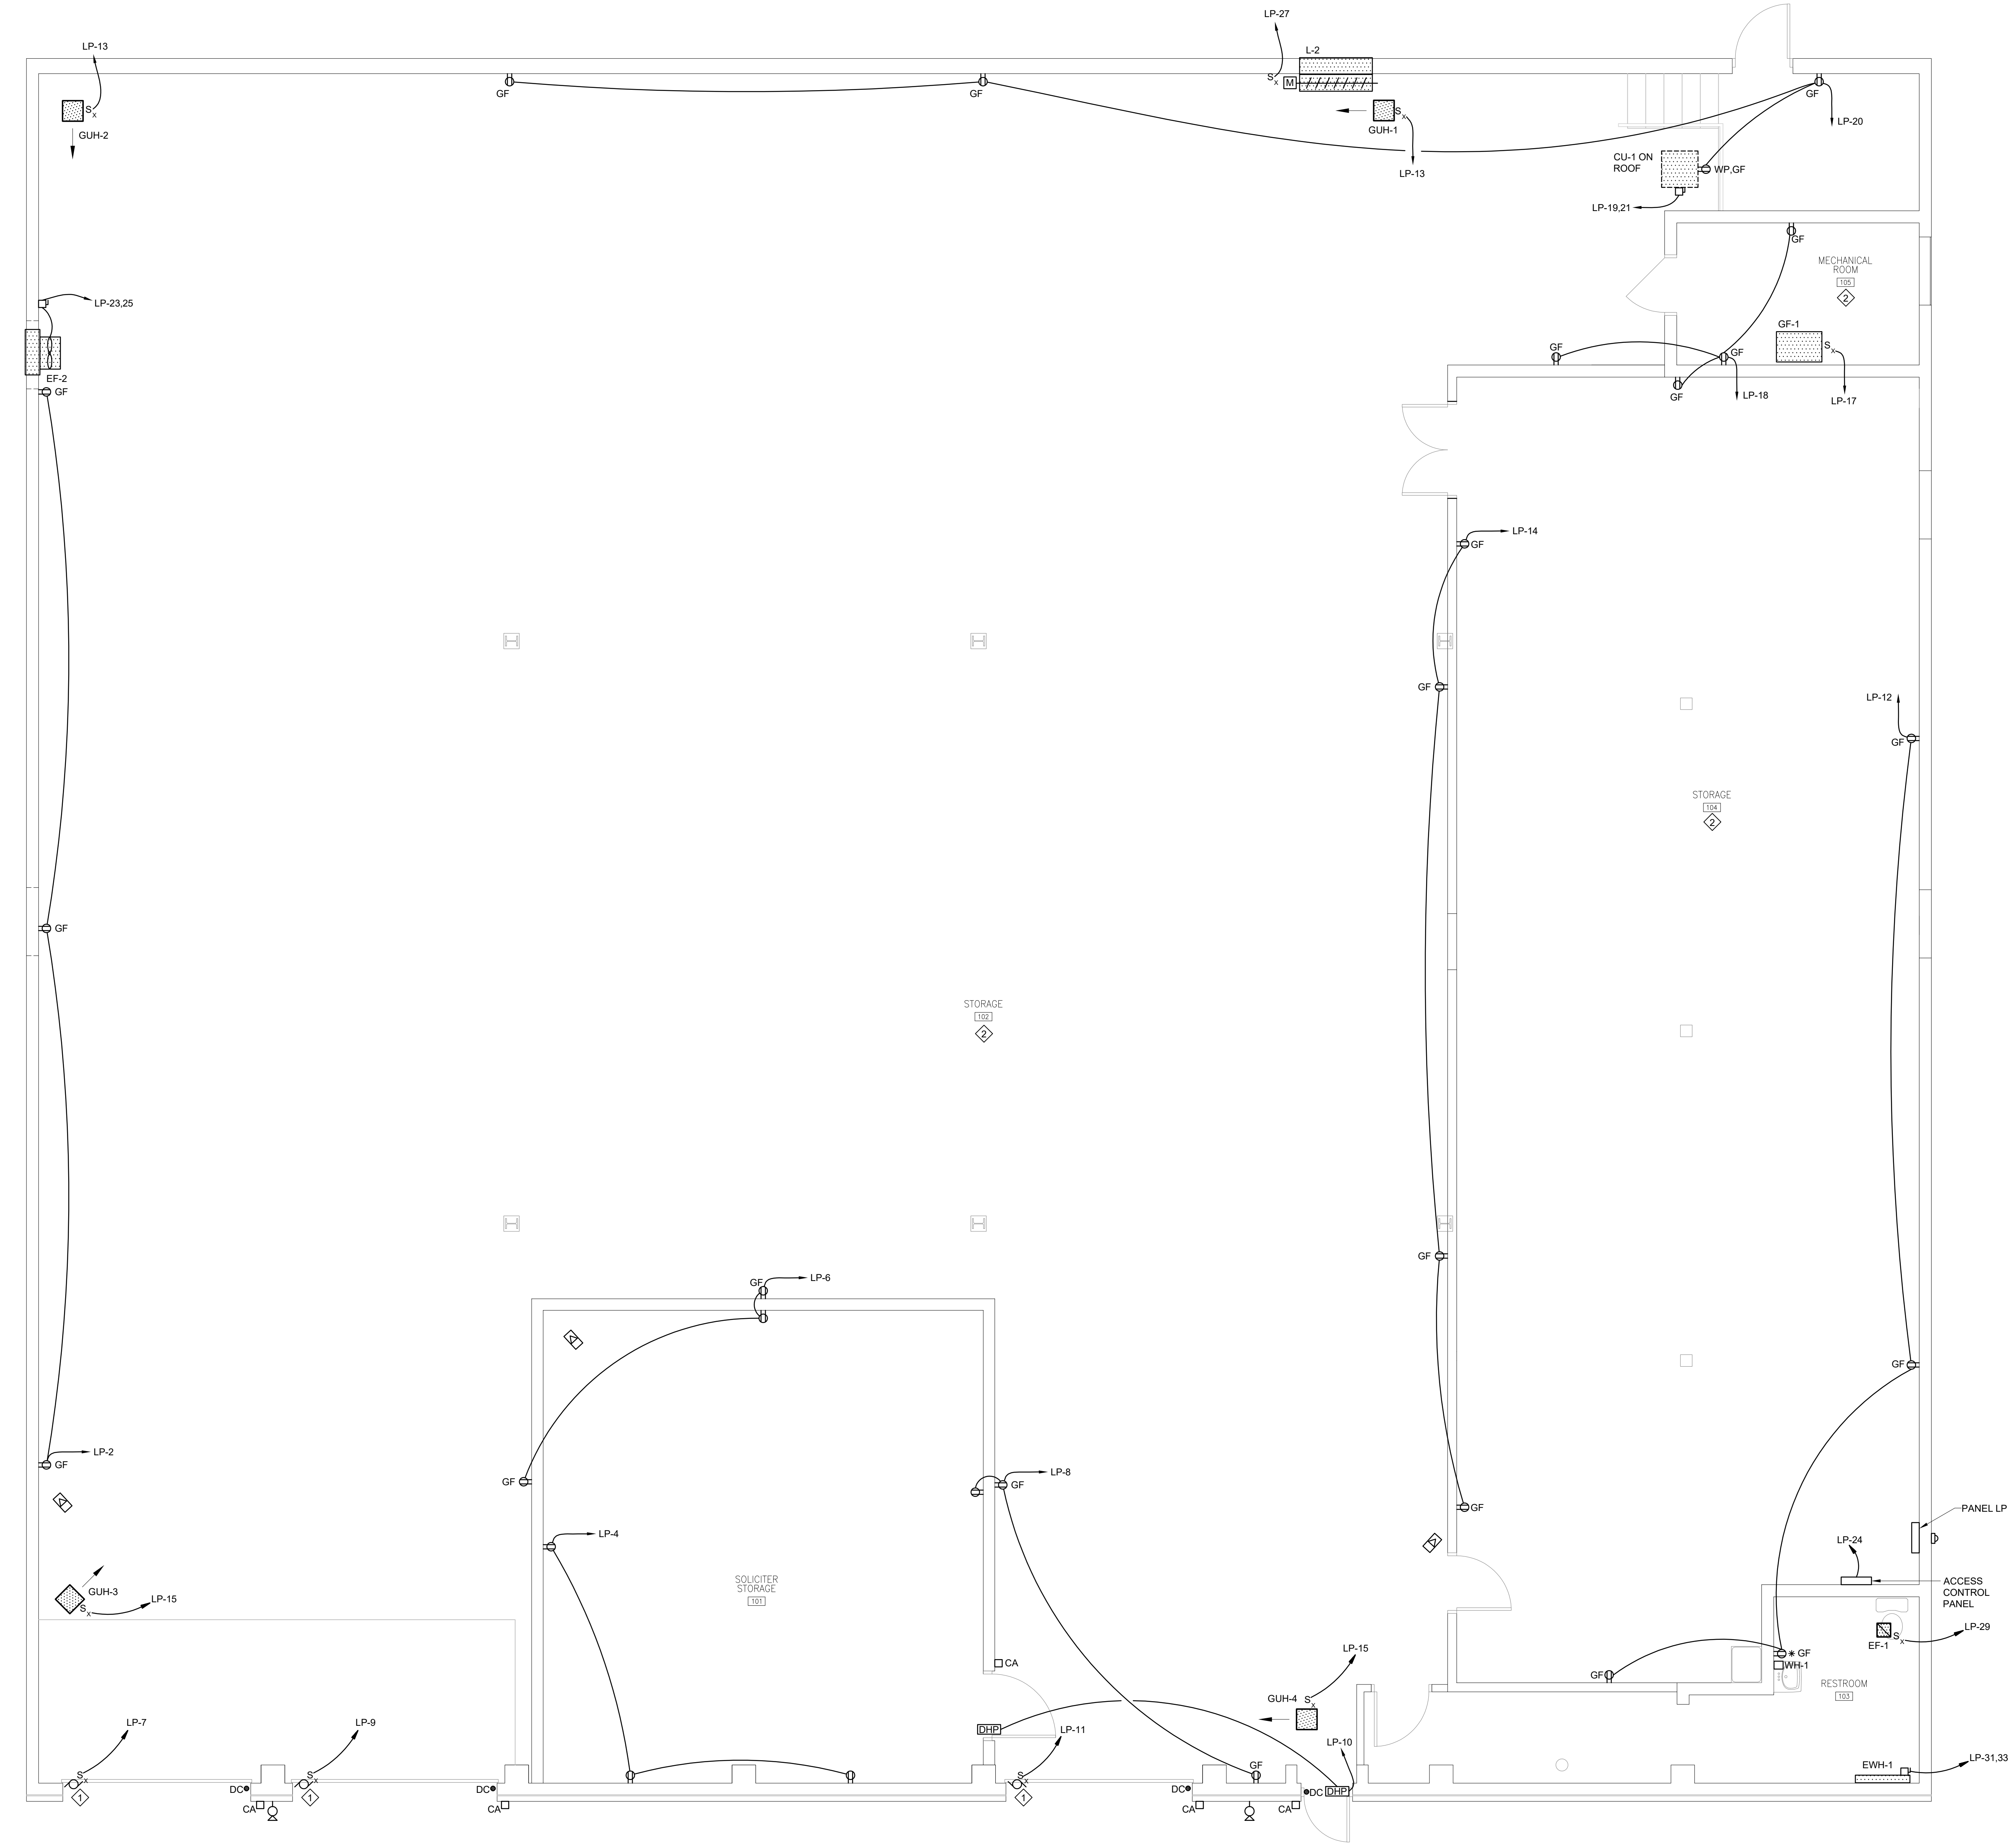 LP-27
LP-13
L-2
S
X
M
GF
GF
GF
S
X
GUH-2
S
X
GUH-1
LP-20
LP-13
CU-1 ON
ROOF
WP,GF
LP-19,21
GF
MECHANICAL
ROOM
105
2
LP-23,25
GF-1
S
X
GF
GF
EF-2
GF
LP-18
GF
LP-17
LP-14
GF
GF
LP-12
GF
STORAGE
104
2
GF
STORAGE
102
2
GF
LP-6
GF
GF
LP-2
GF
LP-8
GF
GF
GF
PANEL LP
LP-4
LP-24
SOLICITER
STORAGE
101
ACCESS
CONTROL
PANEL
GUH-3
S
X
LP-15
LP-29
EF-1
S
X
LP-15
CA
* GF
WH-1
GF
RESTROOM
103
GUH-4
S
X
LP-7
LP-9
DHP
LP-11
LP-10
LP-31,33
EWH-1
GF
S
X
S
X
S
X
DC
DC
DC
DC
DHP
1
1
1
CA
CA
CA
CA